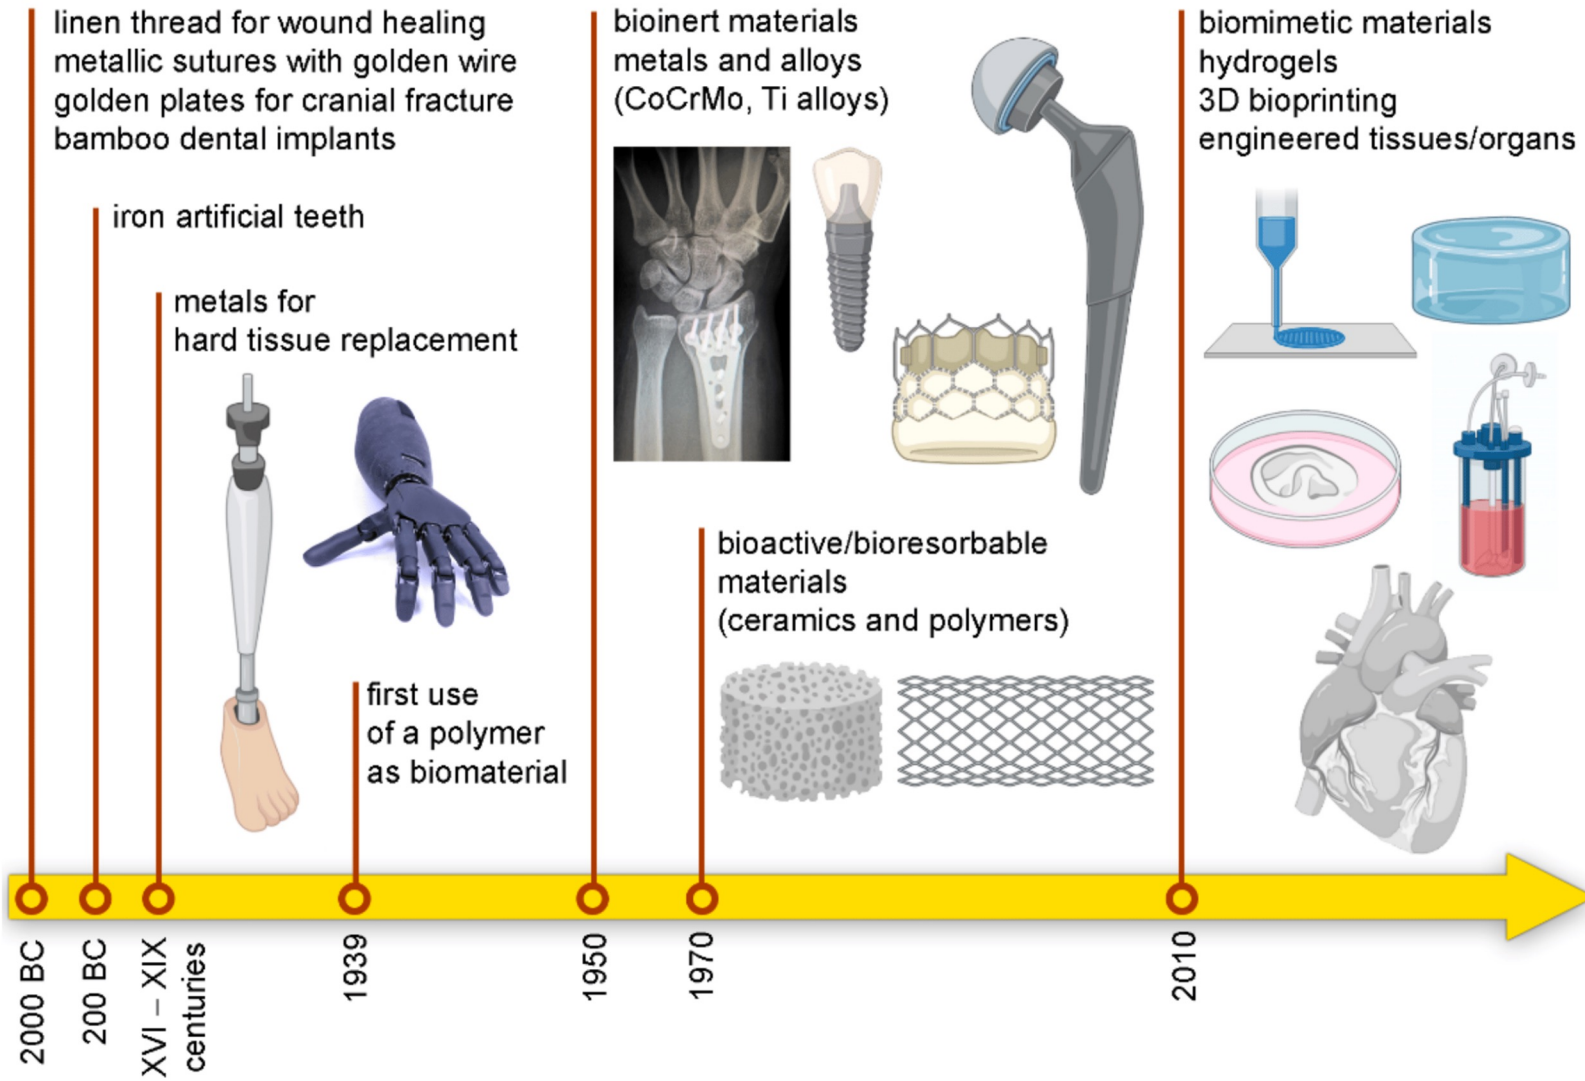 linen thread for wound healing
metallic sutures with golden wire
golden plates for cranial fracture
bamboo dental implants
iron artificial teeth
metals for
hard tissue replacement
first use
of a polymer
as biomaterial
bioinert materials
metals and alloys
(CoCrMo, Ti alloys)
bioactive/bioresorbable
materials
(ceramics and polymers)
biomimetic materials
hydrogels
3D bioprinting
engineered tissues/organs
2000 BC
200 BC
XVI – XIX
centuries
1939
1950
1970
2010